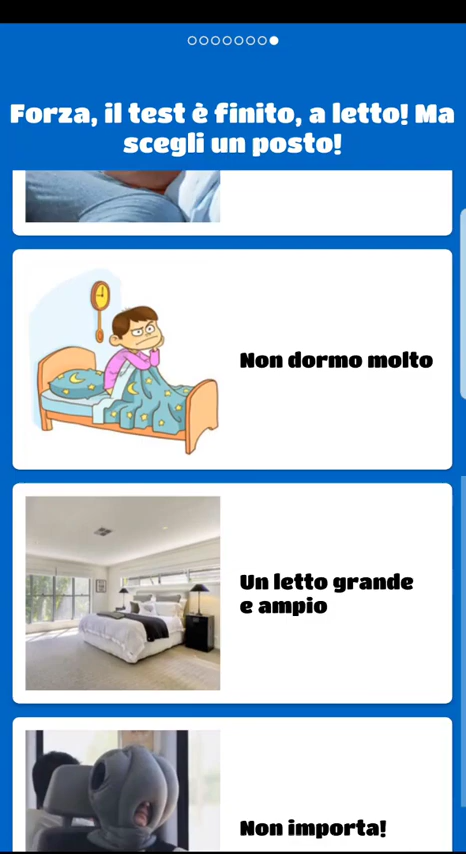 Forza, il test è finito, a letto! Ma
scegli un posto!
Non dormo molto
Un letto grande
e ampio
Non importa!